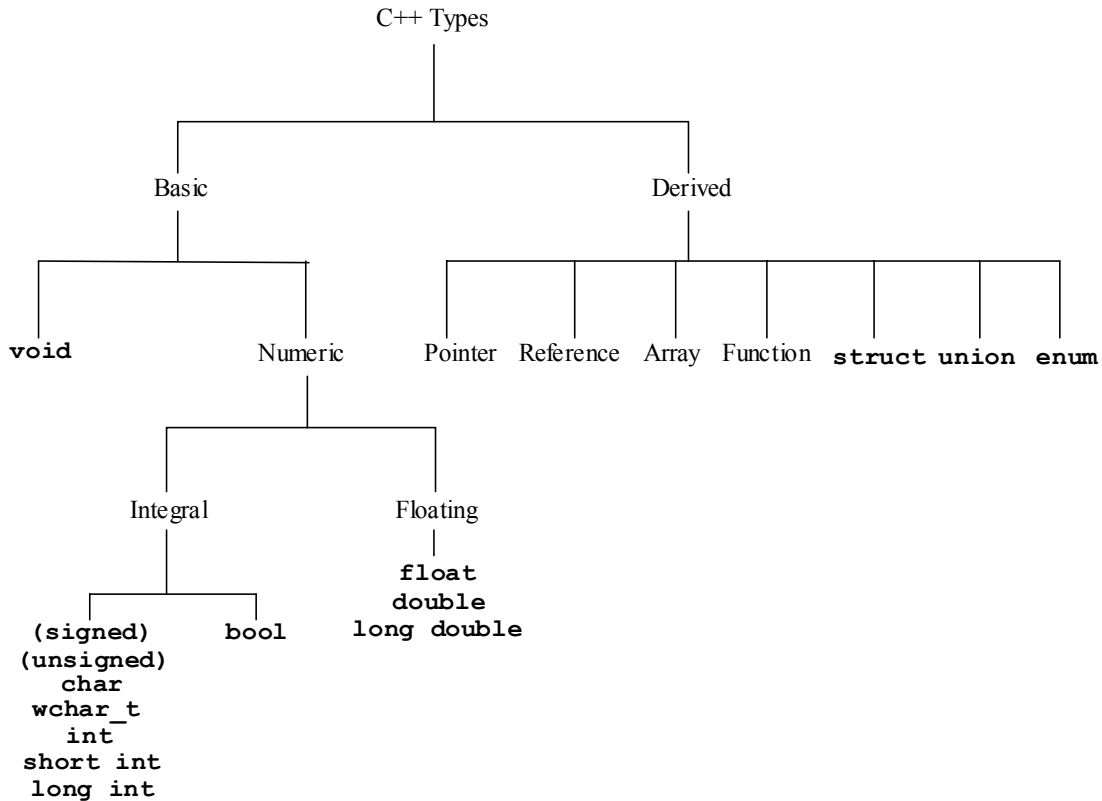 C++ Types
Basic
Derived
void
Numeric
Pointer
Reference
Array
Function
struct
union
enum
Integral
Floating
float
double
long double
(signed)
(unsigned)
char
wchar_t
int
short int
long int
bool